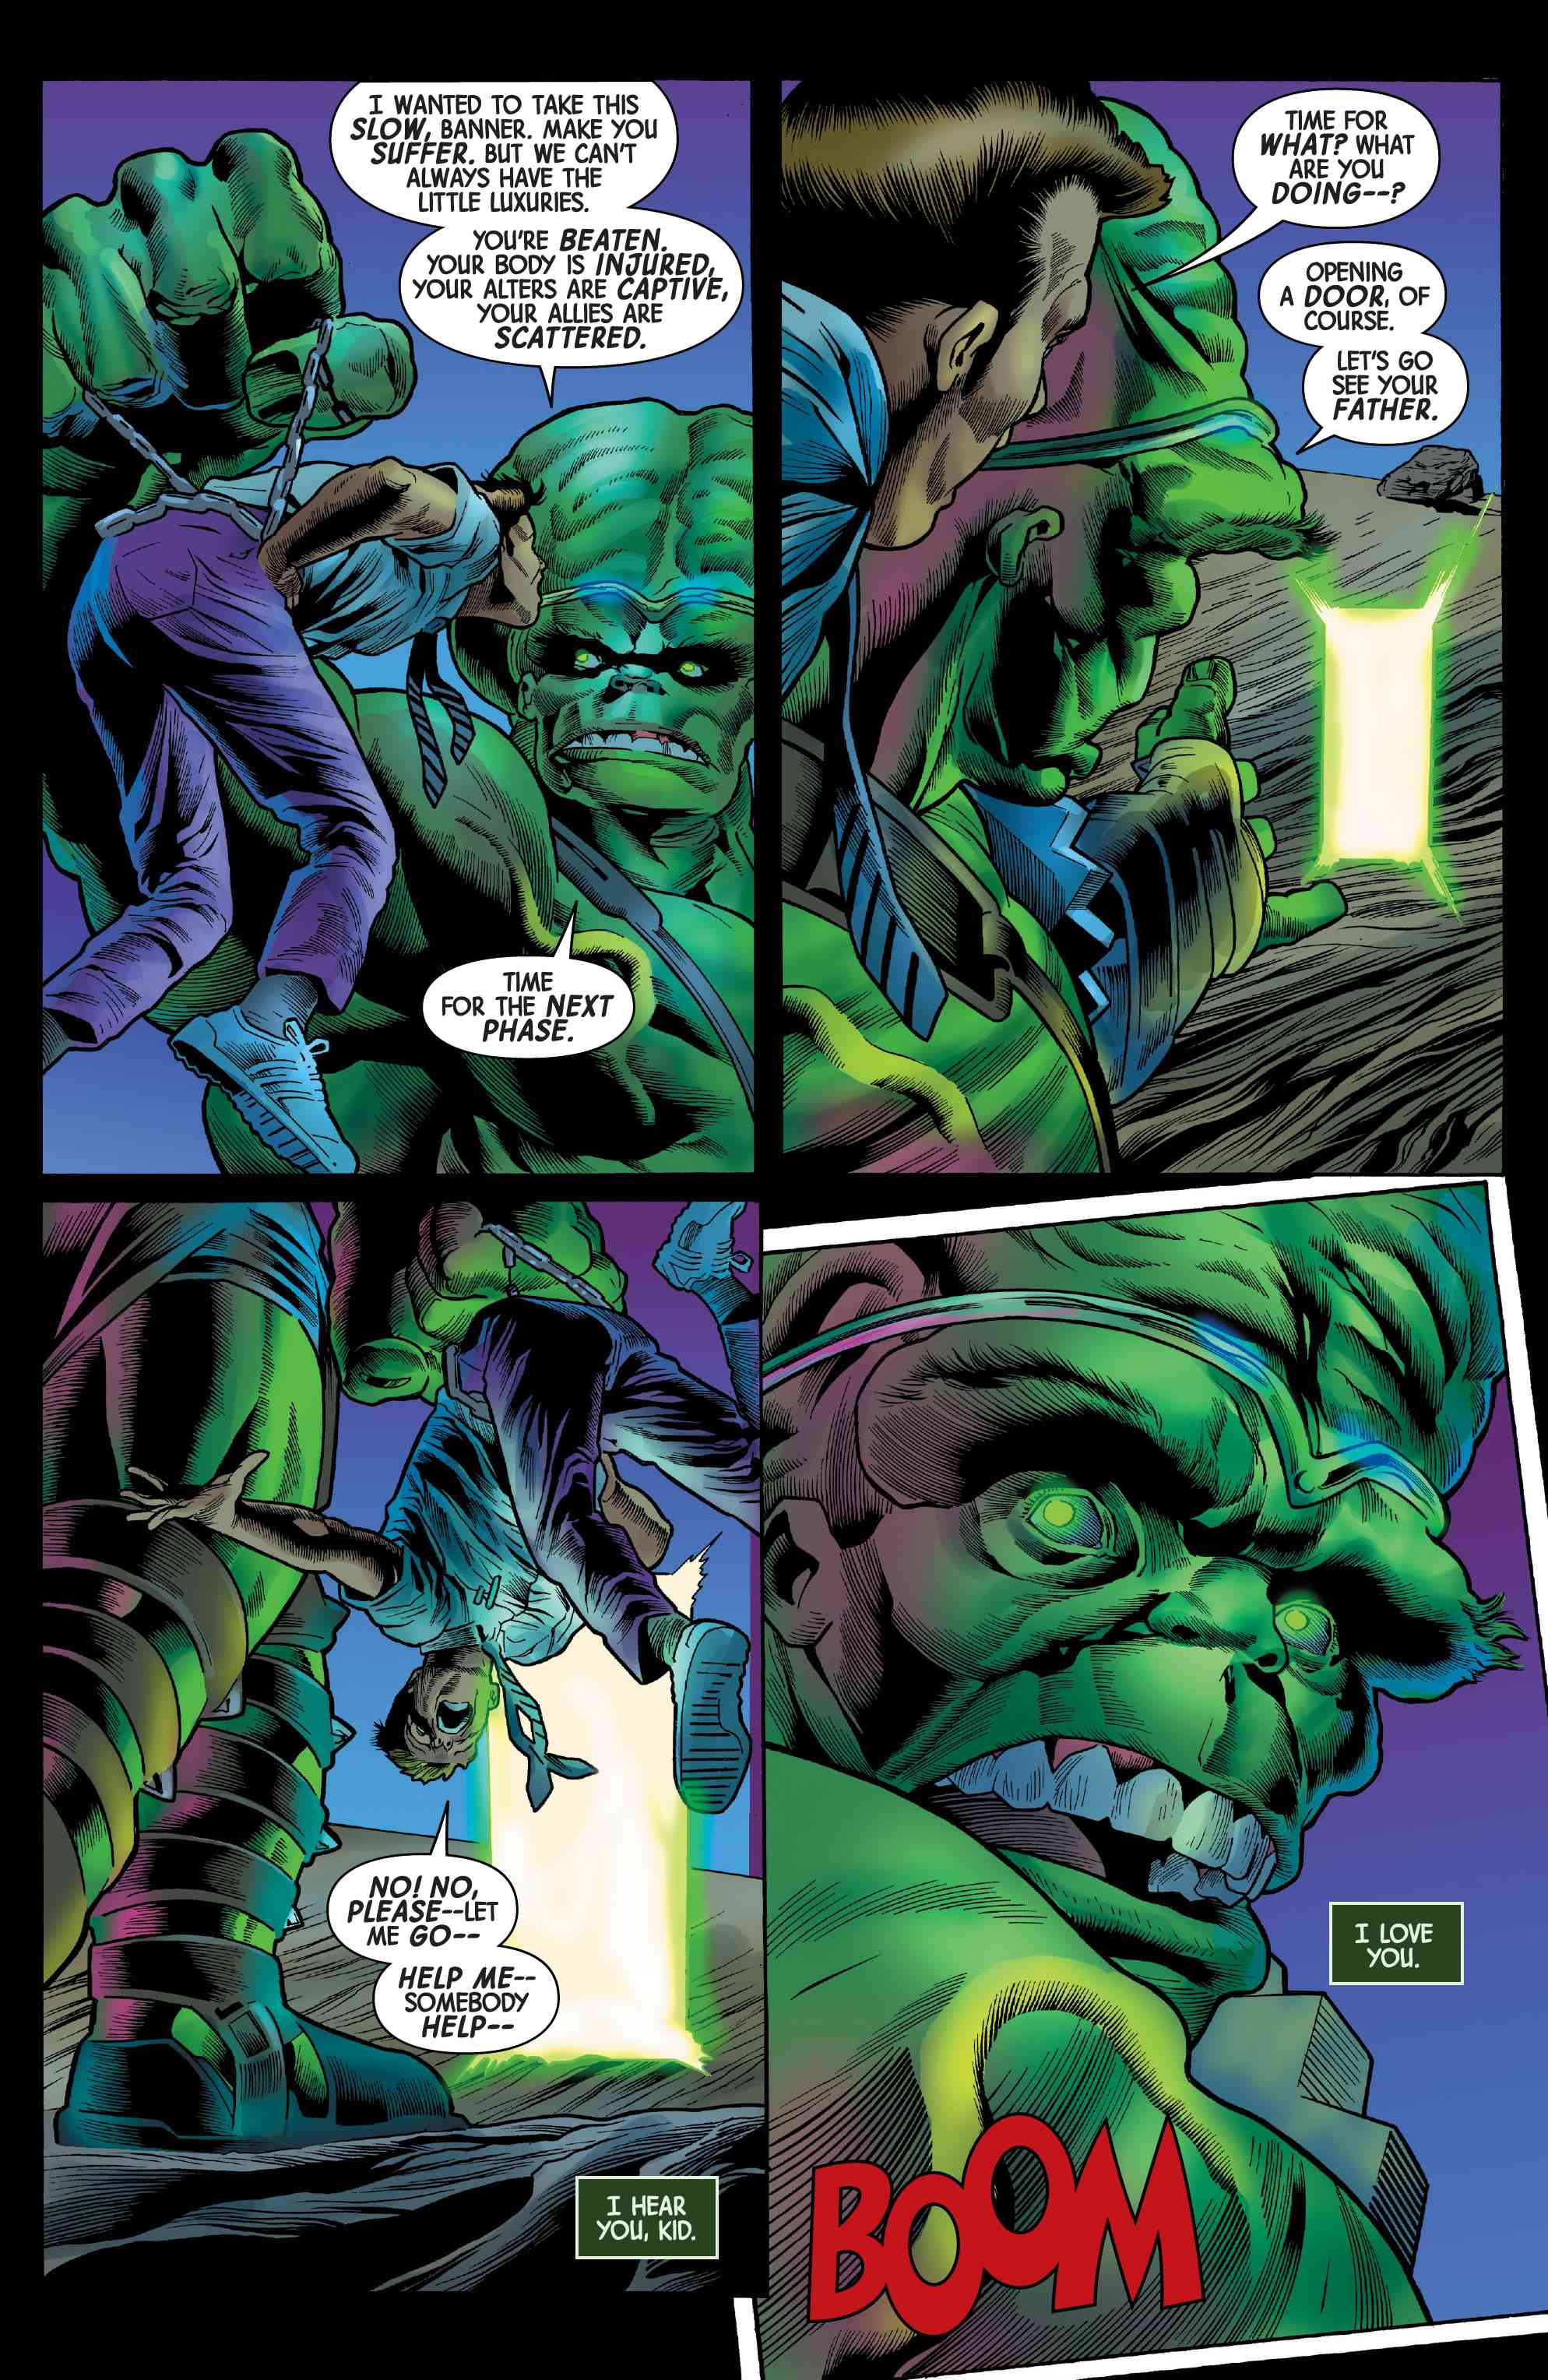 I WANTED TO TAKE THIS
SLOW, BANNER. MAKE YOU
SUFFER. BUT WE CAN'T
ALWAYS HAVE THE
LITTLE LUXURIES.
YOU'RE BEATEN.
YOUR BODY IS INJURED,
YOUR ALTERS ARE CAPTIVE,
YOUR ALLIES ARE
SCATTERED.
TIME
FOR THE NEXT
PHASE.
TIME FOR
WHAT? WHAT
ARE YOU
DOING--?
OPENING
A DOOR, OF
COURSE.
LET'S GO
SEE YOUR
FATHER.
NO! NO,
PLEASE--LET
ME GO--
HELP ME--
SOMEBODY
HELP--
I HEAR
YOU, KID.
I LOVE
YOU.
BOOM